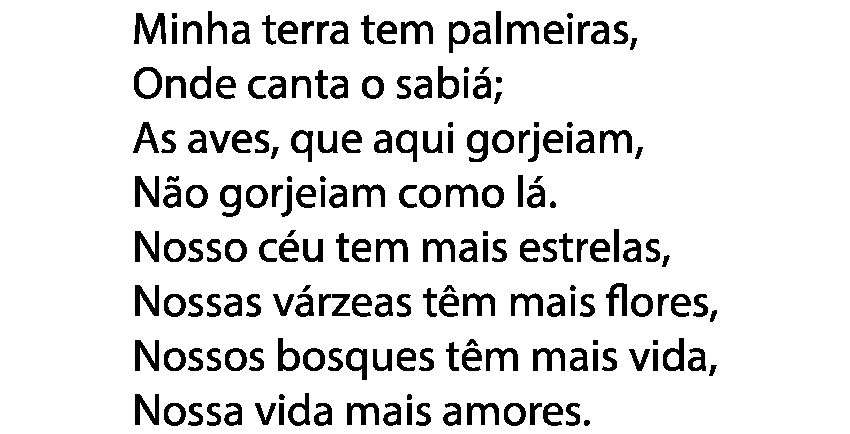 Minha terra tem palmeiras,
Onde canta o sabiá;
As aves, que aqui gorjeiam,
Não gorjeiam como lá.
Nosso céu tem mais estrelas,
Nossas várzeas têm mais flores,
Nossos bosques têm mais vida,
Nossa vida mais amores.